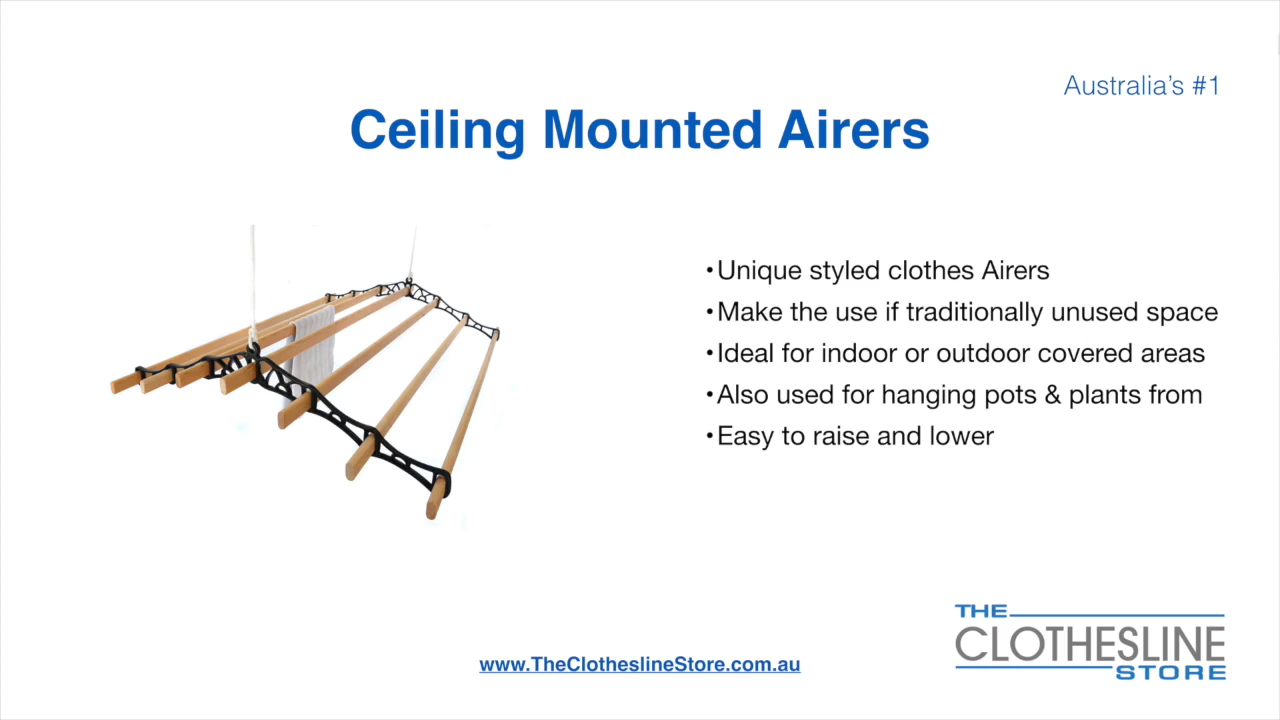 Australia's #1
Ceiling Mounted Airers
•Unique styled clothes Airers
•Make the use if traditionally unused space
•Ideal for indoor or outdoor covered areas
•Also used for hanging pots & plants from
•Easy to raise and lower
www.TheClotheslineStore.com.au
THE
CLOTHESLINE
STORE